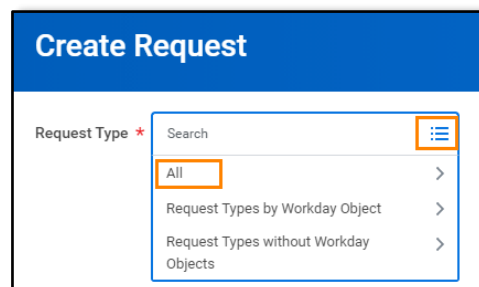 Create Request
Request Type *
Search
All
Request Types by Workday Object
Request Types without Workday
Objects